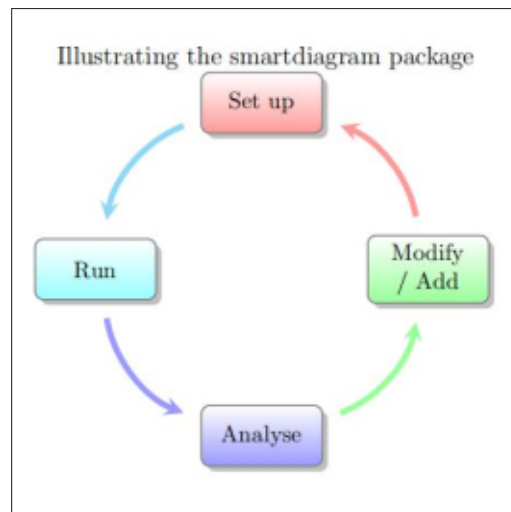 Illustrating the smartdiagram package
Set up
Run
Modify
/ Add
Analyse